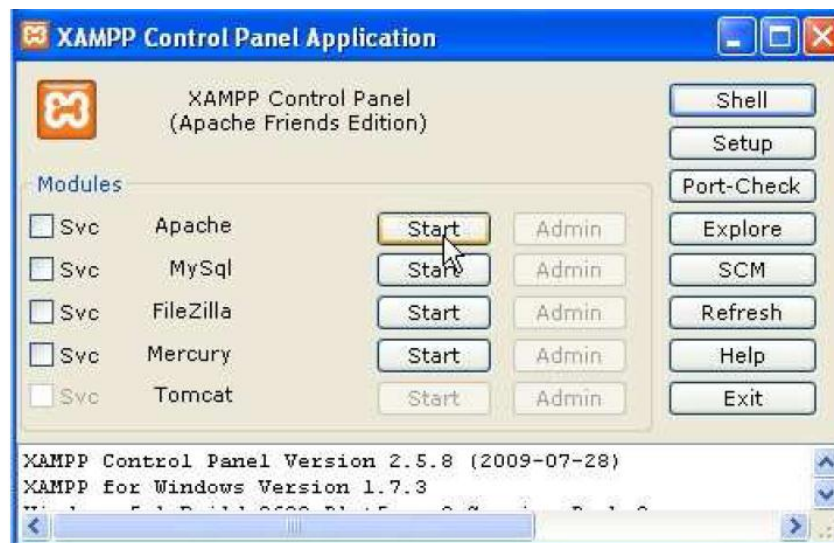 XAMPP Control Panel Application
XAMPP Control Panel
(Apache Friends Edition)
Shell
Setup
Port-Check
Explore
SCM
Refresh
Help
Exit
Modules
Svc Apache Start Admin
Svc MySql Start Admin
Svc FileZilla Start Admin
Svc Mercury Start Admin
Svc Tomcat Start Admin
XAMPP Control Panel Version 2.5.8 (2009-07-28)
XAMPP for Windows Version 1.7.3